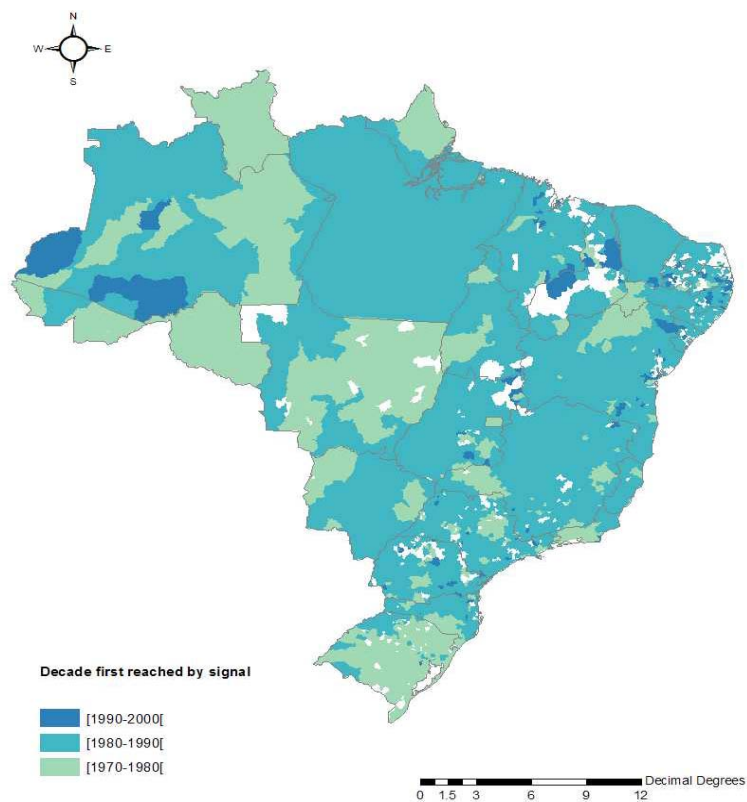 N
W E
S
Decade first reached by signal
[1990-2000[
[1980-1990[
[1970-1980[
Decimal Degrees
0 1.5 3 6 9 12